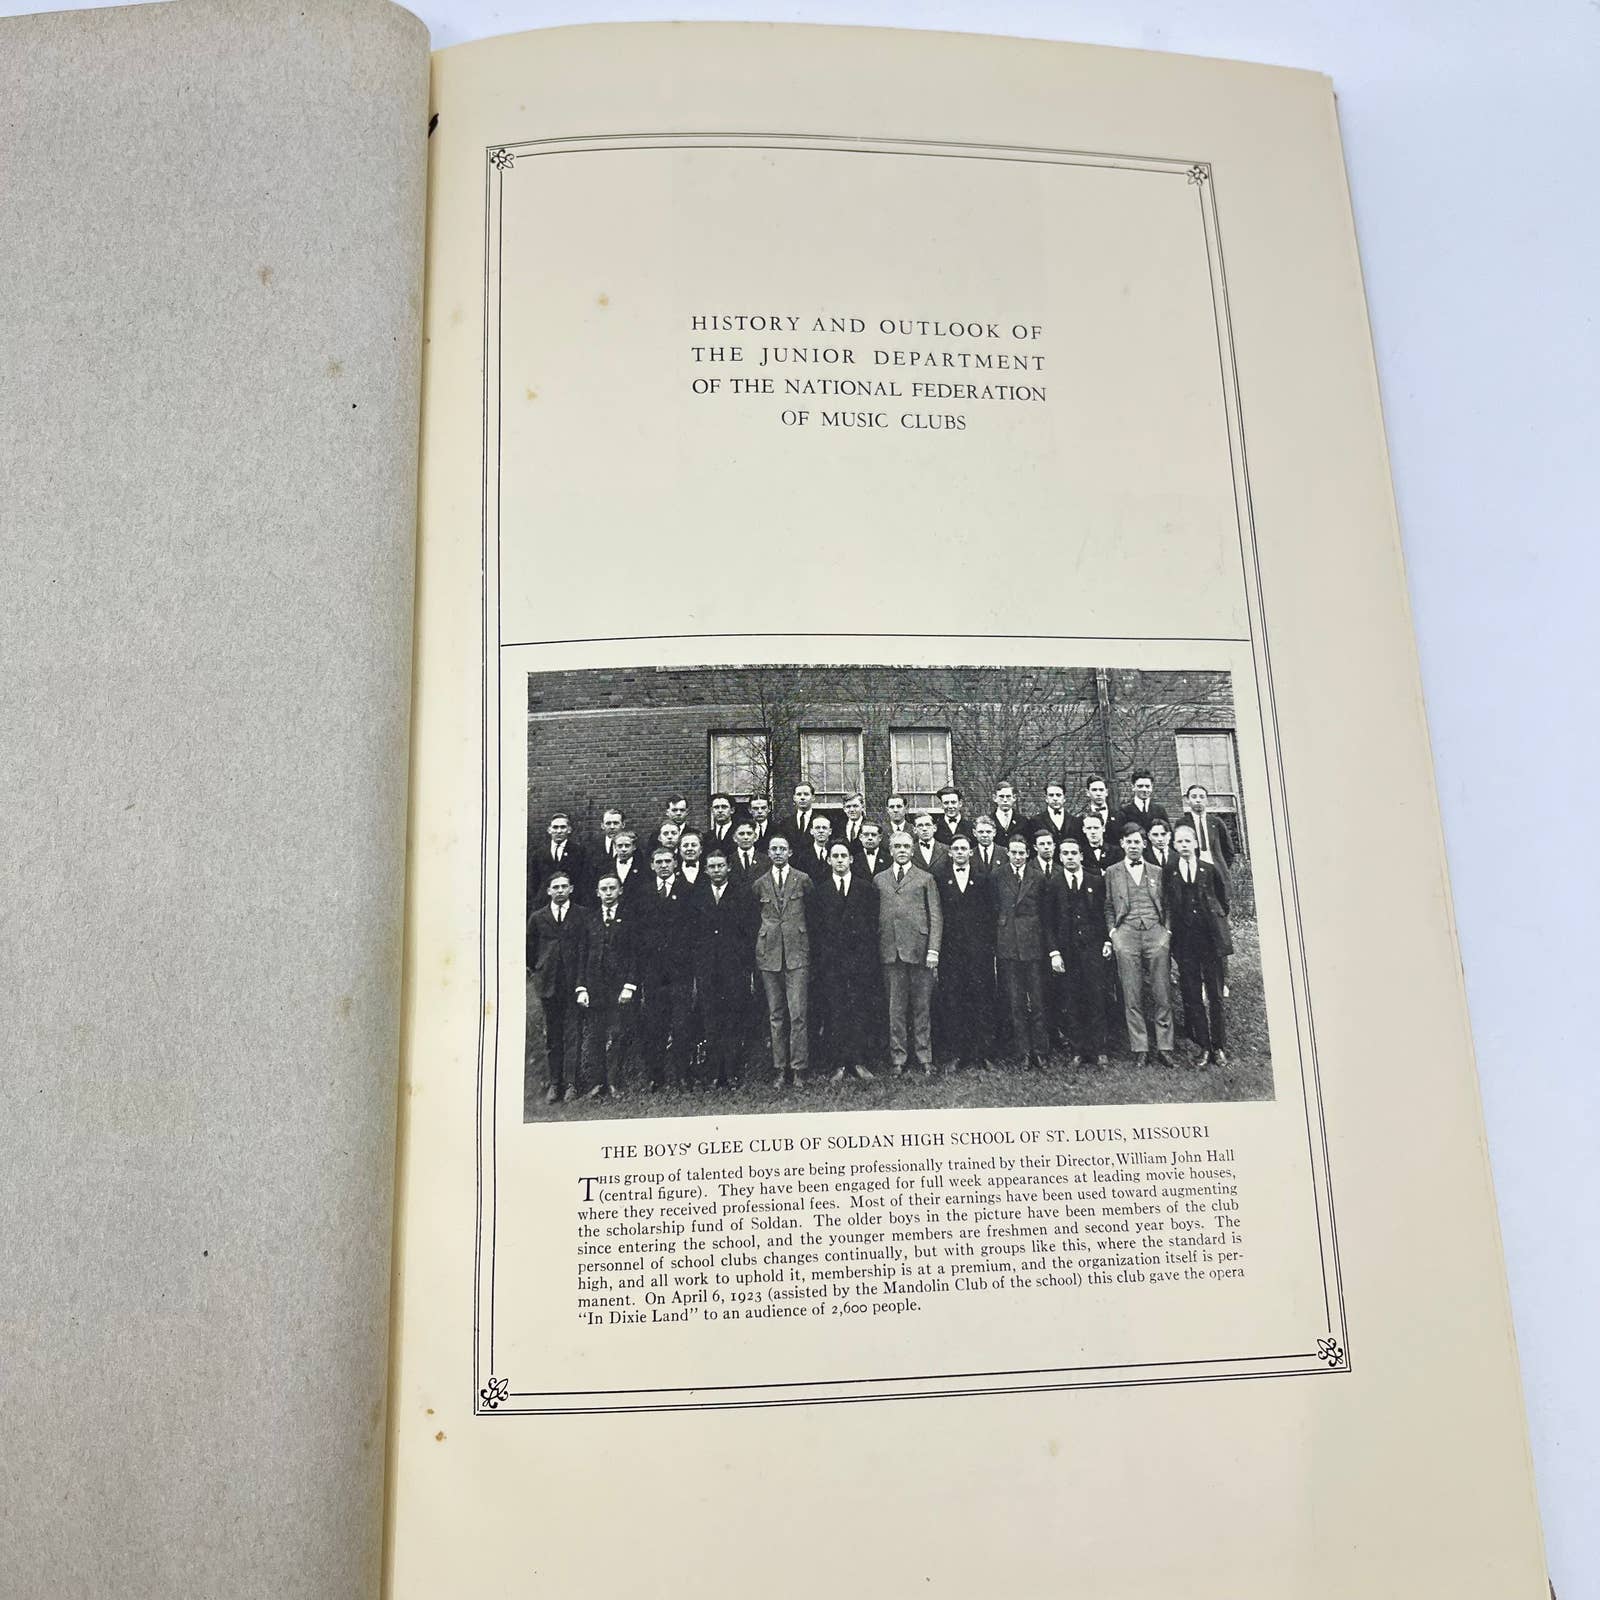 HISTORY AND OUTLOOK OF
THE JUNIOR DEPARTMENT
OF THE NATIONAL FEDERATION
OF MUSIC CLUBS
THE BOYS' GLEE CLUB OF SOLDAN HIGH SCHOOL OF ST. LOUIS, MISSOURI
THIS group of talented boys are being professionally trained by their Director, William John Hall
(central figure). They have been engaged for full week appearances at leading movie houses,
where they received professional fees. Most of their earnings have been used toward augmenting
the scholarship fund of Soldan. The older boys in the picture have been members of the club
since entering the school, and the younger members are freshmen and second year boys. The
personnel of school clubs changes continually, but with groups like this, where the standard is
high, and all work to uphold it, membership is at a premium, and the organization itself is per-
manent. On April 6, 1923 (assisted by the Mandolin Club of the school) this club gave the opera
“In Dixie Land” to an audience of 2,600 people.